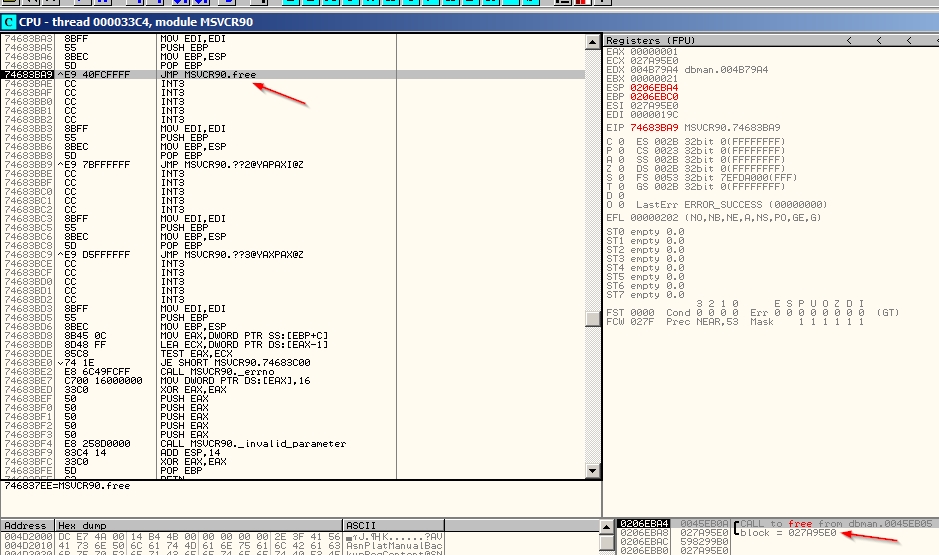 CPU - thread 000033C4, module MSVCR90
74683BA3 8BFF MOV EDI,EDI
74683BA5 55 PUSH EBP
74683BA6 8BEC MOV EBP,ESP
74683BA8 5D POP EBP
74683BA9 ^E9 40FCFFFF JMP MSVCR90.free
74683BAE CC INT3
74683BAF CC INT3
74683BB0 CC INT3
74683BB1 CC INT3
74683BB2 CC INT3
74683BB3 8BFF MOV EDI,EDI
74683BB5 55 PUSH EBP
74683BB6 8BEC MOV EBP,ESP
74683BB8 5D POP EBP
74683BB9 ^E9 7BFFFFFF JMP MSVCR90.??2@YAPAXI@Z
74683BBE CC INT3
74683BBF CC INT3
74683BC0 CC INT3
74683BC1 CC INT3
74683BC2 CC INT3
74683BC3 8BFF MOV EDI,EDI
74683BC5 55 PUSH EBP
74683BC6 8BEC MOV EBP,ESP
74683BC8 5D POP EBP
74683BC9 ^E9 D5FFFFFF JMP MSVCR90.??3@YAXPAX@Z
74683BCE CC INT3
74683BCF CC INT3
74683BD0 CC INT3
74683BD1 CC INT3
74683BD2 CC INT3
74683BD3 8BFF MOV EDI,EDI
74683BD5 55 PUSH EBP
74683BD6 8BEC MOV EBP,ESP
74683BD8 8B45 0C MOV EAX,DWORD PTR SS:[EBP+C]
74683BDB 8D48 FF LEA ECX,DWORD PTR DS:[EAX-1]
74683BDE 85C8 TEST EAX,ECX
74683BE0 74 1E JE SHORT MSVCR90.74683C00
74683BE2 E8 6C49FCFF CALL MSVCR90._errno
74683BE7 C700 16000000 MOV DWORD PTR DS:[EAX],16
74683BED 33C0 XOR EAX,EAX
74683BEF 50 PUSH EAX
74683BF0 50 PUSH EAX
74683BF1 50 PUSH EAX
74683BF2 50 PUSH EAX
74683BF3 50 PUSH EAX
74683BF4 E8 258D0000 CALL MSVCR90._invalid_parameter
74683BF9 83C4 14 ADD ESP,14
74683BFC 33C0 XOR EAX,EAX
74683BFE 5D POP EBP
746837EE=MSVCR90.free
Registers (FPU) < < <
EAX 00000001
ECX 027A95E0
EDX 004B79A4 dbman.004B79A4
EBX 00000021
ESP 0206EBA4
EBP 0206EBC0
ESI 027A95E0
EDI 0000019C
EIP 74683BA9 MSVCR90.74683BA9
C 0 ES 002B 32bit 0(FFFFFFFF)
P 0 CS 0023 32bit 0(FFFFFFFF)
A 0 SS 002B 32bit 0(FFFFFFFF)
Z 0 DS 002B 32bit 0(FFFFFFFF)
S 0 FS 0053 32bit 7EFDA000(FFF)
T 0 GS 002B 32bit 0(FFFFFFFF)
D 0
O 0 LastErr ERROR_SUCCESS (00000000)
EFL 00000202 (NO,NB,NE,A,NS,PO,GE,G)
ST0 empty 0.0
ST1 empty 0.0
ST2 empty 0.0
ST3 empty 0.0
ST4 empty 0.0
ST5 empty 0.0
ST6 empty 0.0
ST7 empty 0.0
3 2 1 0 E S P U O Z D I
FST 0000 Cond 0 0 0 0 Err 0 0 0 0 0 0 0 0 (GT)
FCW 027F Prec NEAR,53 Mask 1 1 1 1 1 1
Address Hex dump ASCII
004D2000 DC E7 4A 00 14 B4 4B 00 00 00 00 00 2E 3F 41 56
004D2010 41 73 6E 50 6C 61 74 4D 61 6E 75 61 6C 42 61 63 AsnPlatManualBac
0206EBA4 0045EB0A CALL to free from dbman.0045EB05
0206EBA8 027A95E0 block = 027A95E0
0206EBAC 5929299B
0206EBB0 027A95E0